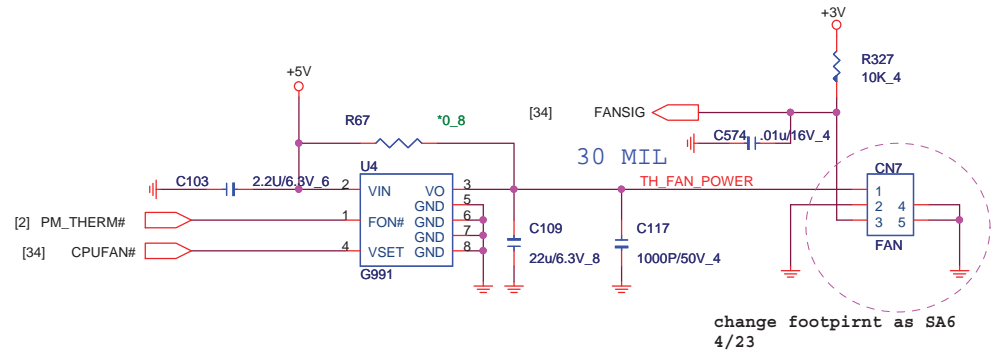 +3V
R327
10K_4
+5V
[34] FANSIG
R67 *0_8
C574 .01u/16V_4
30 MIL
U4
CN7
C103 2.2U/6.3V_6
2 VIN VO 3
TH_FAN_POWER
1
GND 5
2 4
[2] PM_THERM#
1 FON# GND 6
3 5
GND 7
C109
C117
[34] CPUFAN#
4 VSET GND 8
FAN
22u/6.3V_8
1000P/50V_4
G991
change footpirnt as SA6
4/23